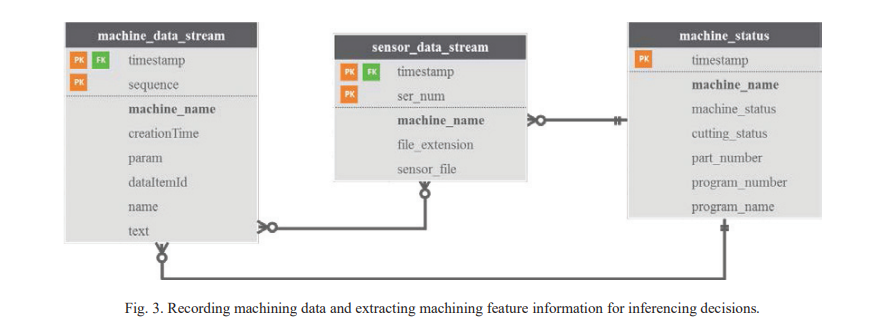 machine_data_stream
PK FK timestamp
PK sequence
machine_name
creationTime
param
dataItemId
name
text
sensor_data_stream
PK FK timestamp
PK ser_num
machine_name
file_extension
sensor_file
machine_status
PK timestamp
machine_name
machine_status
cutting_status
part_number
program_number
program_name
Fig. 3. Recording machining data and extracting machining feature information for inferencing decisions.